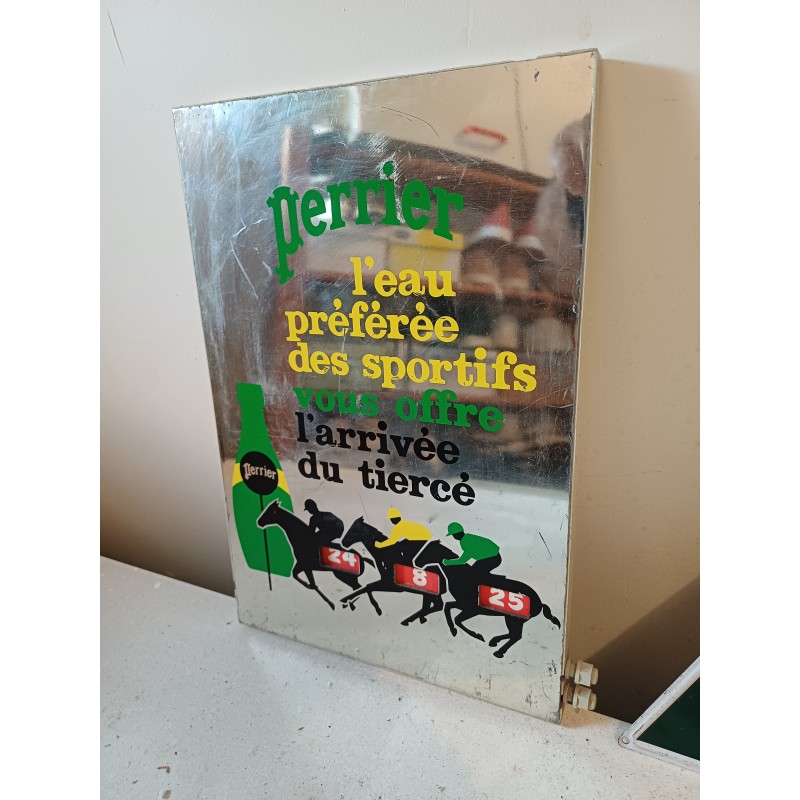 perrier
l'eau
préférée
des sportifs
vous offre
l'arrivée
du tiercé
Perrier
24
8
25